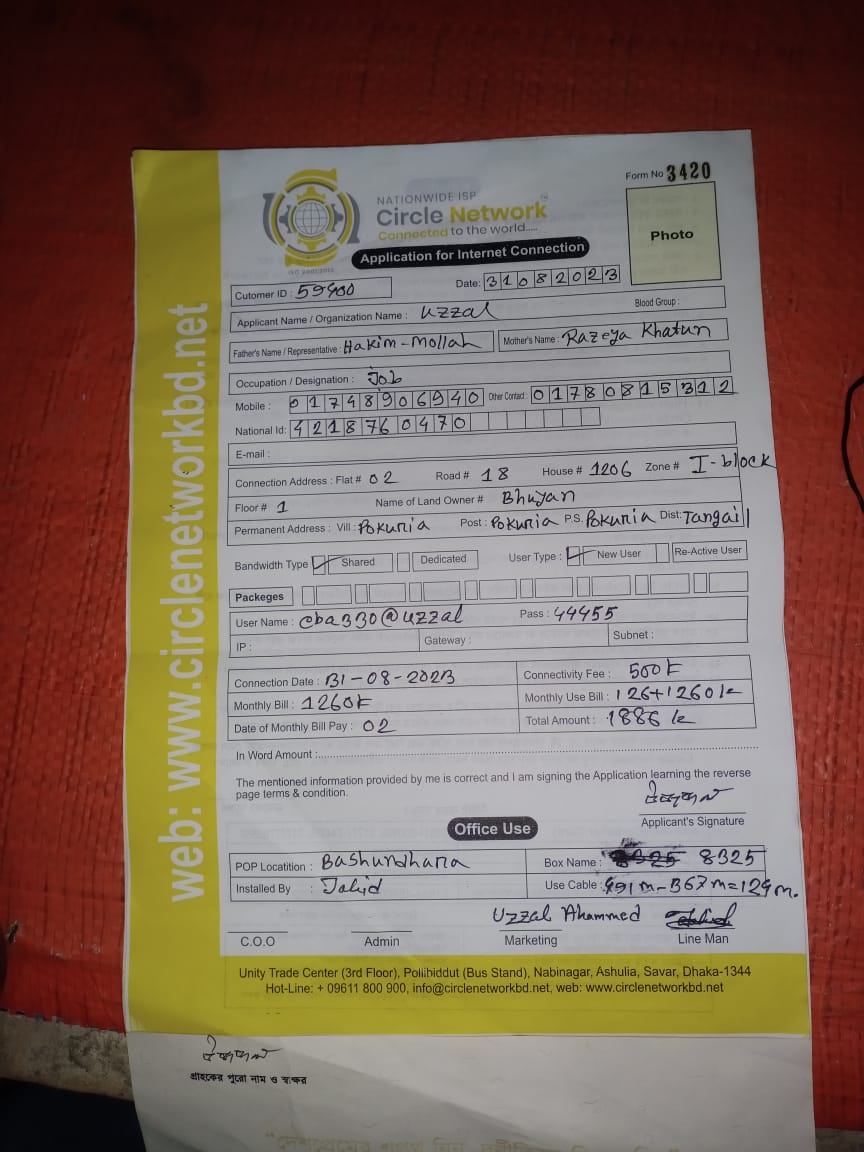 Form No 3420
NATIONWIDE ISP
Circle Network
Connected to the world.....
Application for Internet Connection
Photo
ISO 9001:2015
Cutomer ID : 59400 Date: 31082023
Applicant Name / Organization Name : Uzzal Blood Group :
Father's Name / Representative : Hakim-Mollah Mother's Name : Razeya Khatun
Occupation / Designation : Job
Mobile : 01748906940 Other Contact : 01780815312
National Id: 4218760470
E-mail :
Connection Address : Flat # 02 Road # 18 House # 1206 Zone # I-block
Floor # 1 Name of Land Owner # Bhuyan
Permanent Address : Vill : Pokuria Post : Pokuria P.S. Pokuria Dist: Tangail
Bandwidth Type Shared Dedicated User Type : New User Re-Active User
Packeges
User Name : cba330@uzzal Pass : 44455
IP : Gateway : Subnet :
Connection Date : 31-08-2023 Connectivity Fee : 500
Monthly Bill : 1260 Monthly Use Bill : 126+1260
Date of Monthly Bill Pay : 02 Total Amount : 1886
In Word Amount :
The mentioned information provided by me is correct and I am signing the Application learning the reverse
page terms & condition.
Applicant's Signature
Office Use
POP Locatition : Bashundhara Box Name : 8325
Installed By : Jahid Use Cable : 491m-367m=124m.
Uzzal Ahammed
C.O.O Admin Marketing Line Man
Unity Trade Center (3rd Floor), Pollibiddut (Bus Stand), Nabinagar, Ashulia, Savar, Dhaka-1344
Hot-Line: + 09611 800 900, info@circlenetworkbd.net, web: www.circlenetworkbd.net
web: www.circlenetworkbd.net
গ্রাহকের পুরো নাম ও স্বাক্ষর